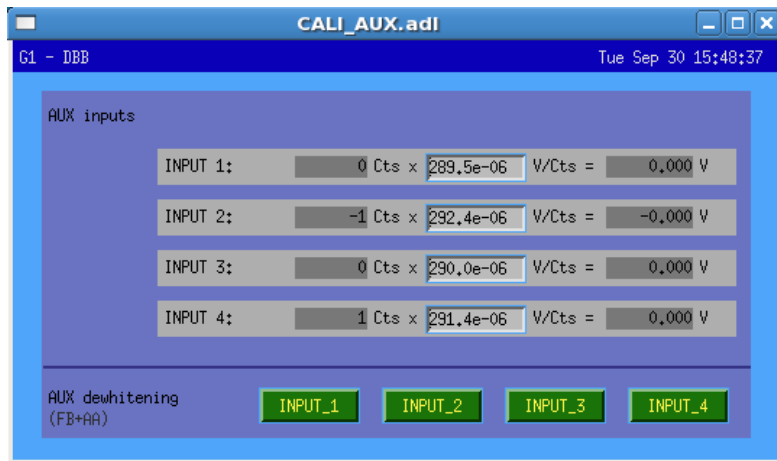 CALI_AUX.adl
G1 - DBB Tue Sep 30 15:48:37
AUX inputs
INPUT 1: 0 Cts x 289.5e-06 V/Cts = 0.000 V
INPUT 2: -1 Cts x 292.4e-06 V/Cts = -0.000 V
INPUT 3: 0 Cts x 290.0e-06 V/Cts = 0.000 V
INPUT 4: 1 Cts x 291.4e-06 V/Cts = 0.000 V
AUX dewhitening
(FB+AA)
INPUT_1 INPUT_2 INPUT_3 INPUT_4